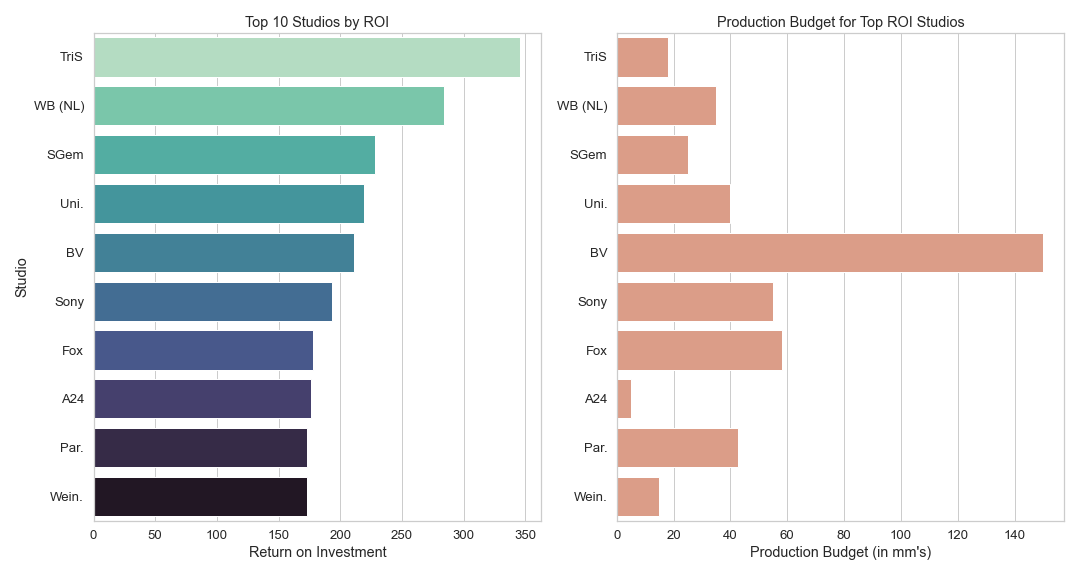 Top 10 Studios by ROI
Studio
TriS
WB (NL)
SGem
Uni.
BV
Sony
Fox
A24
Par.
Wein.
0 50 100 150 200 250 300 350
Return on Investment
Production Budget for Top ROI Studios
TriS
WB (NL)
SGem
Uni.
BV
Sony
Fox
A24
Par.
Wein.
0 20 40 60 80 100 120 140
Production Budget (in mm's)